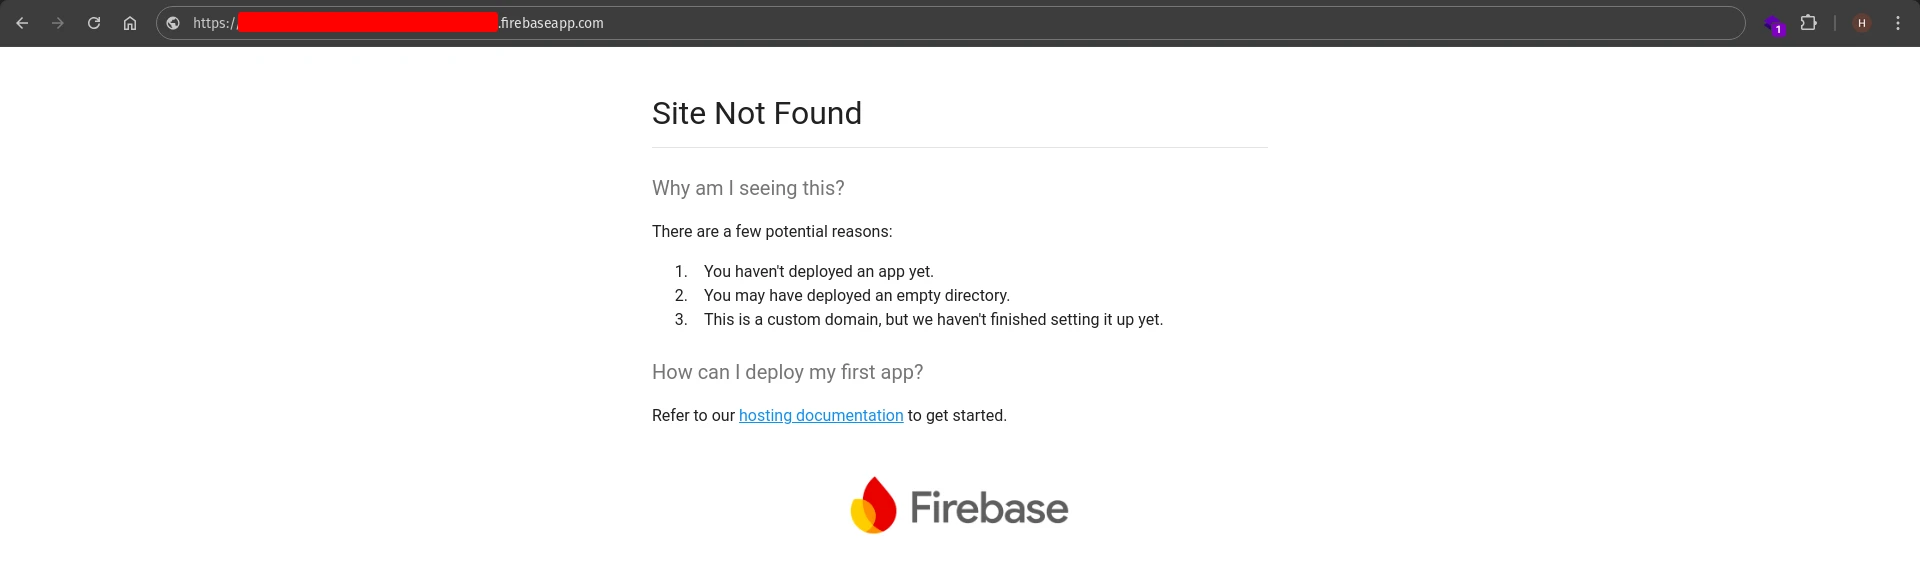 https:/
.firebaseapp.com
1
H
Site Not Found
Why am I seeing this?
There are a few potential reasons:
1. You haven't deployed an app yet.
2. You may have deployed an empty directory.
3. This is a custom domain, but we haven't finished setting it up yet.
How can I deploy my first app?
Refer to our hosting documentation to get started.
Firebase